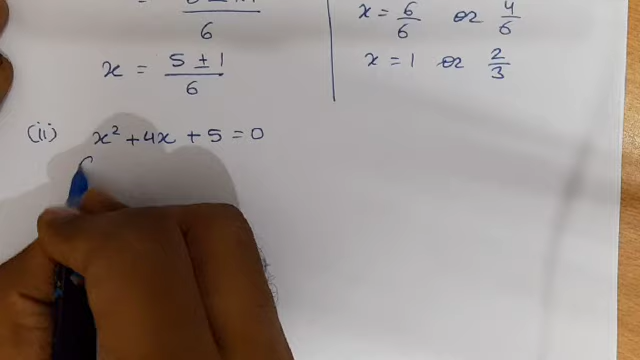 6
x = 5 ± 1 / 6
x = 6/6 or 4/6
x = 1 or 2/3
(ii) x² + 4x + 5 = 0